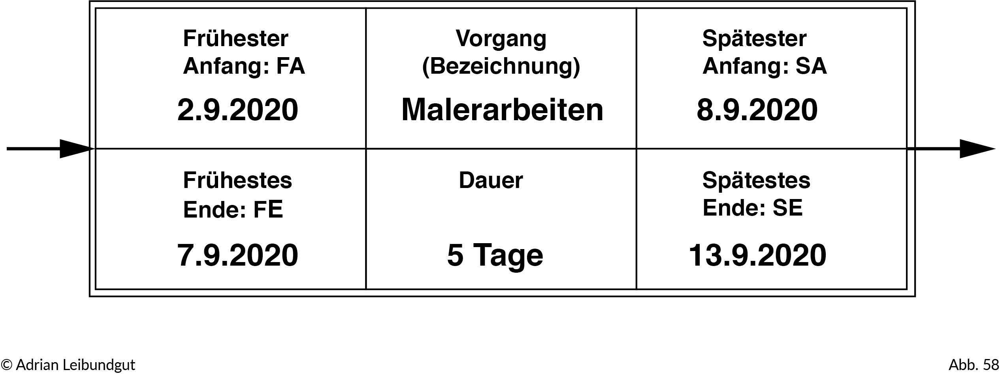 Frühester
Anfang: FA
2.9.2020
Vorgang
(Bezeichnung)
Malerarbeiten
Spätester
Anfang: SA
8.9.2020
Frühestes
Ende: FE
7.9.2020
Dauer
5 Tage
Spätestes
Ende: SE
13.9.2020
© Adrian Leibundgut
Abb. 58